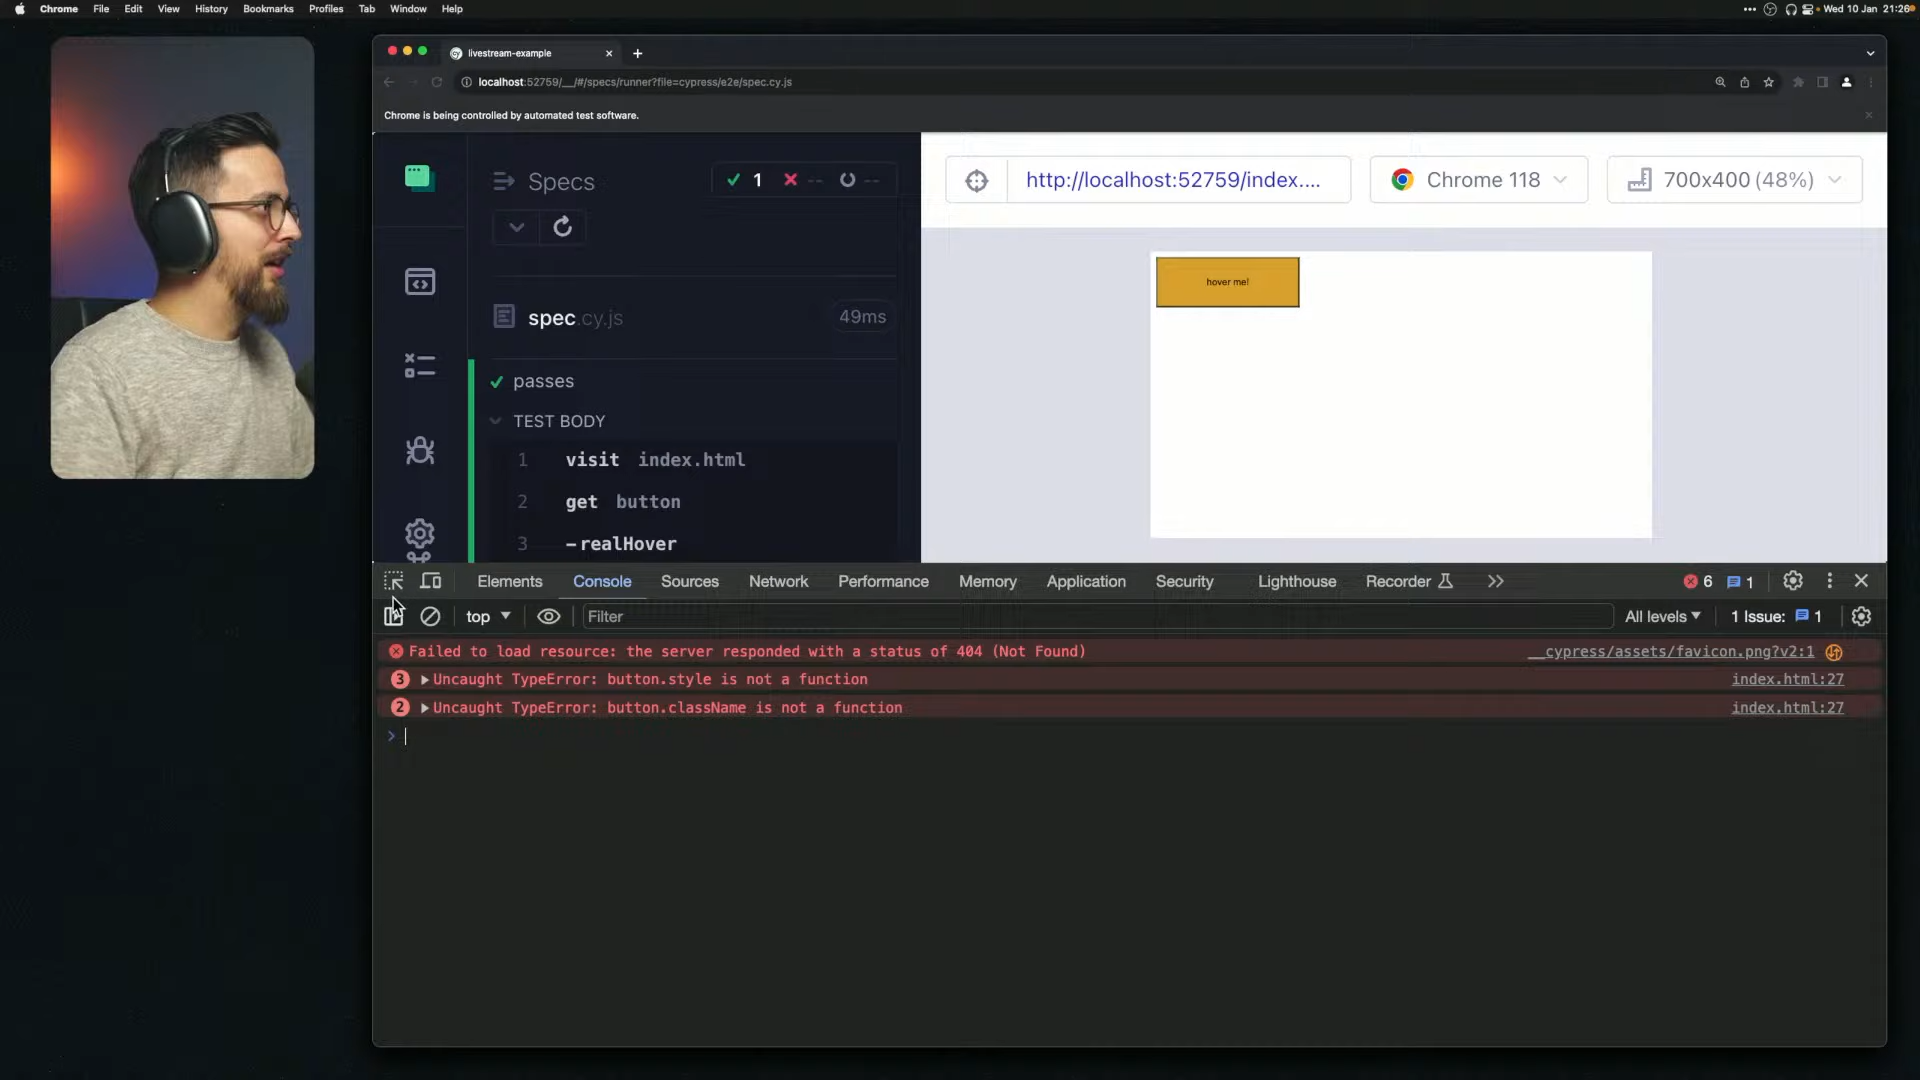 Chrome File Edit View History Bookmarks Profiles Tab Window Help
Wed 10 Jan 21:26
livestream-example
localhost:52759/__/#/specs/runner?file=cypress/e2e/spec.cy.js
Chrome is being controlled by automated test software.
Specs
1 -- --
spec.cy.js 49ms
passes
TEST BODY
1 visit index.html
2 get button
3 -realHover
http://localhost:52759/index....
Chrome 118
700x400 (48%)
hover me!
Elements Console Sources Network Performance Memory Application Security Lighthouse Recorder 6 1
top Filter All levels 1 Issue: 1
Failed to load resource: the server responded with a status of 404 (Not Found) __cypress/assets/favicon.png?v2:1
3 Uncaught TypeError: button.style is not a function index.html:27
2 Uncaught TypeError: button.className is not a function index.html:27